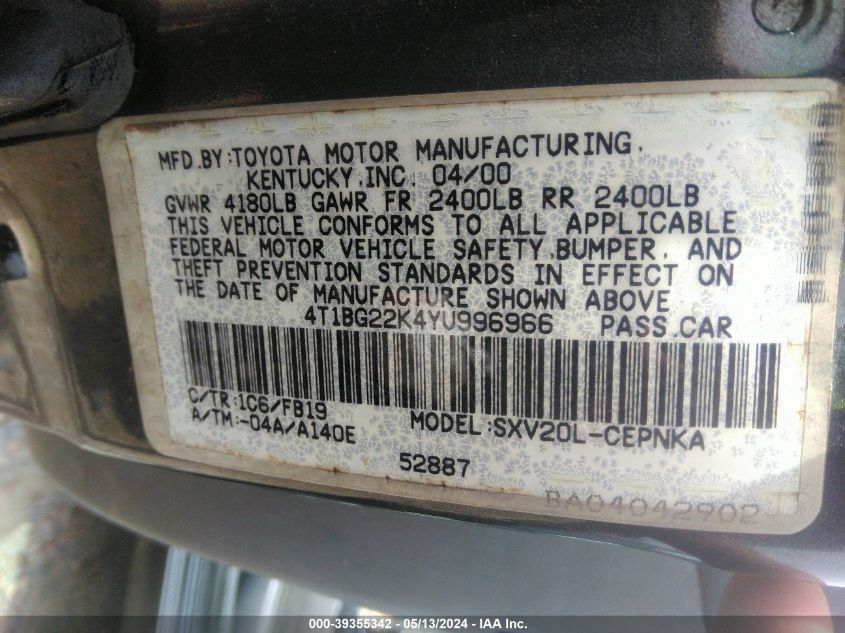 MFD.BY:TOYOTA MOTOR MANUFACTURING,
KENTUCKY,INC. 04/00
GVWR 4180LB GAWR FR 2400LB RR 2400LB
THIS VEHICLE CONFORMS TO ALL APPLICABLE
FEDERAL MOTOR VEHICLE SAFETY,BUMPER, AND
THEFT PREVENTION STANDARDS IN EFFECT ON
THE DATE OF MANUFACTURE SHOWN ABOVE
4T1BG22K4YU996966 PASS.CAR
C/TR:1C6/FB19
A/TM:-04A/A140E MODEL:SXV20L-CEPNKA
52887
BA04042902
000-39355342 - 05/13/2024 - IAA Inc.